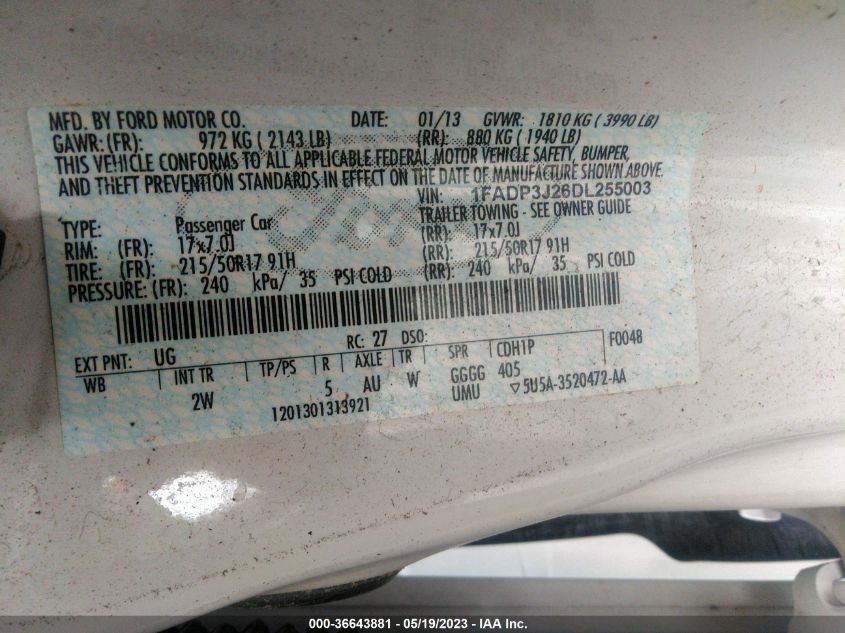 MFD. BY FORD MOTOR CO. DATE: 01/13 GVWR: 1810 KG ( 3990 LB)
GAWR: (FR): 972 KG ( 2143 LB) (RR): 880 KG ( 1940 LB)
THIS VEHICLE CONFORMS TO ALL APPLICABLE FEDERAL MOTOR VEHICLE SAFETY, BUMPER,
AND THEFT PREVENTION STANDARDS IN EFFECT ON THE DATE OF MANUFACTURE SHOWN ABOVE.
VIN: 1FADP3J26DL255003
TYPE: Passenger Car TRAILER TOWING - SEE OWNER GUIDE
RIM: (FR): 17x7.0J (RR): 17x7.0J
TIRE: (FR): 215/50R17 91H (RR): 215/50R17 91H
PRESSURE: (FR): 240 kPa/ 35 PSI COLD (RR): 240 kPa/ 35 PSI COLD
EXT PNT: UG RC: 27 DSO: F0048
WB INT TR TP/PS R AXLE TR SPR CDH1P
2W 5 AU W GGGG 405
UMU ▽5U5A-3520472-AA
1201301313921
000-36643881 - 05/19/2023 - IAA Inc.